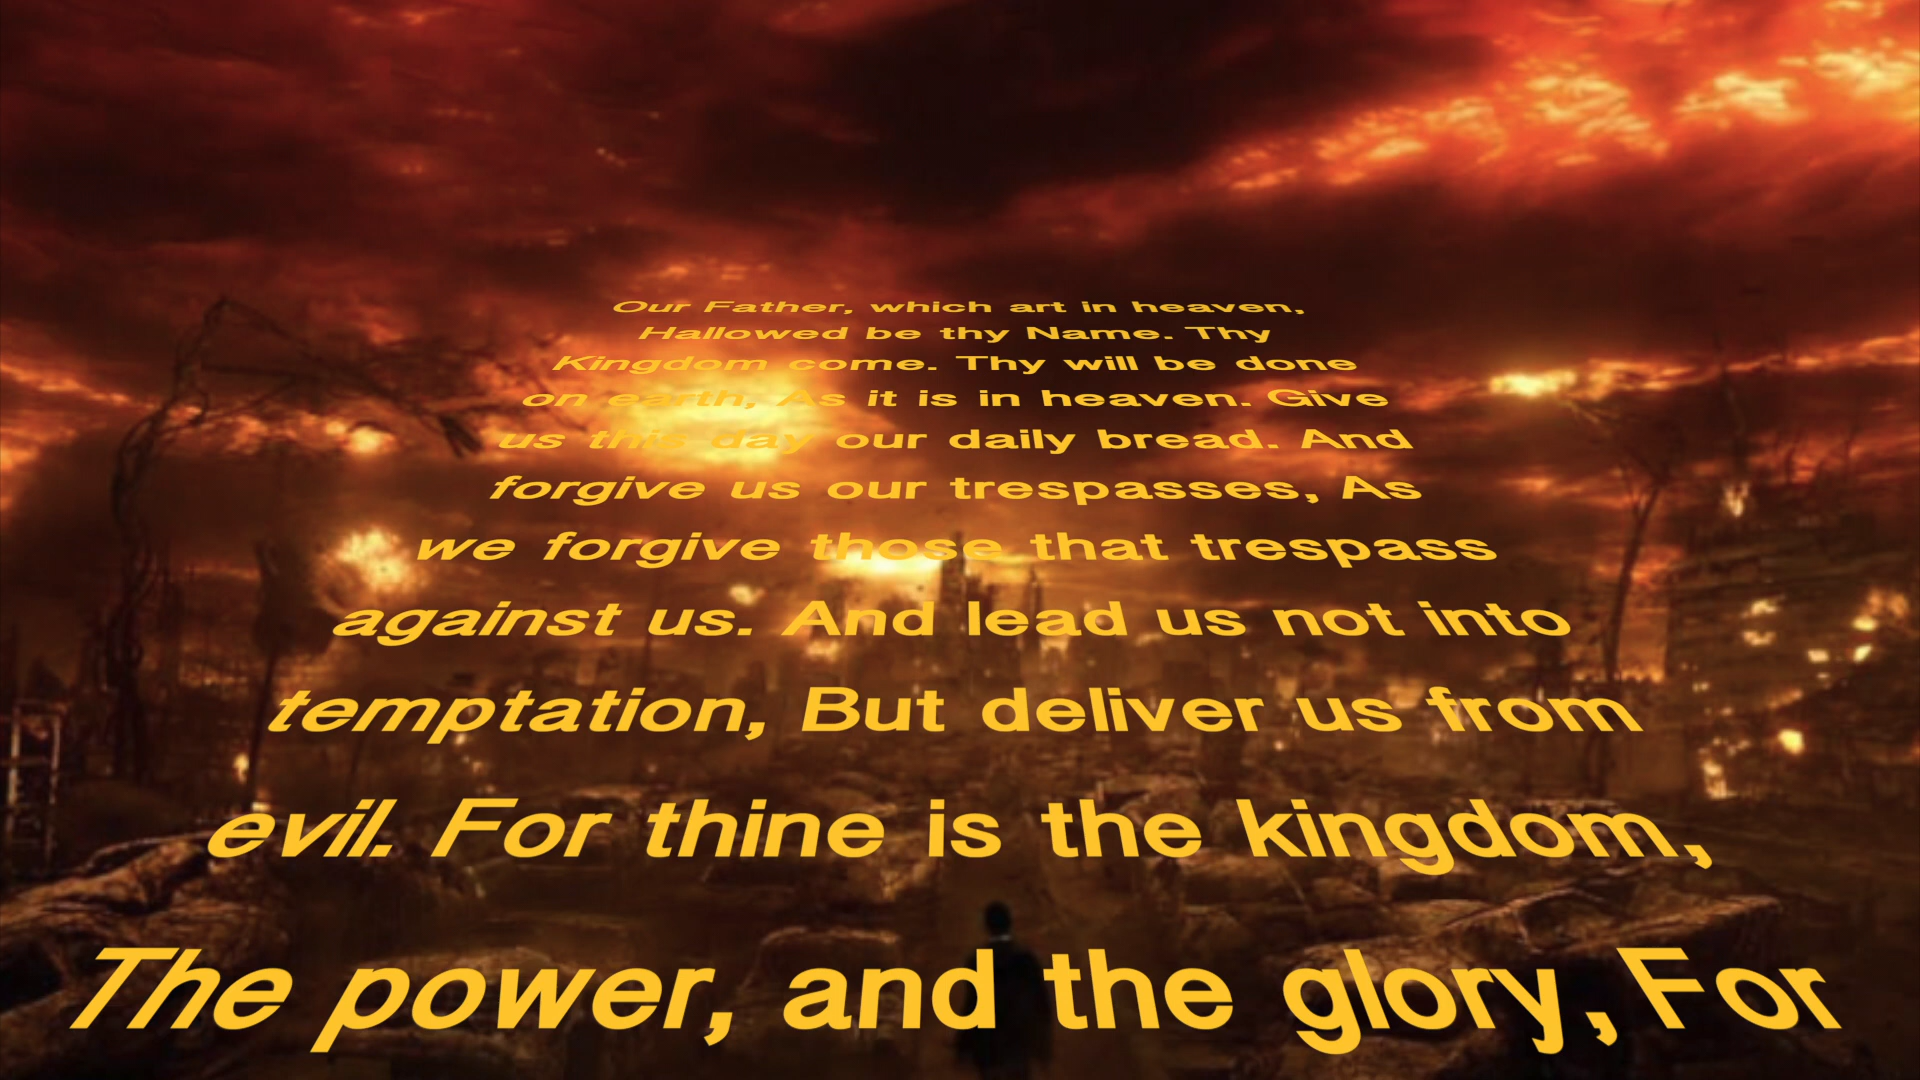 Our Father, which art in heaven,
Hallowed be thy Name. Thy
Kingdom come. Thy will be done
on earth, As it is in heaven. Give
us this day our daily bread. And
forgive us our trespasses, As
we forgive those that trespass
against us. And lead us not into
temptation, But deliver us from
evil. For thine is the kingdom,
The power, and the glory, For